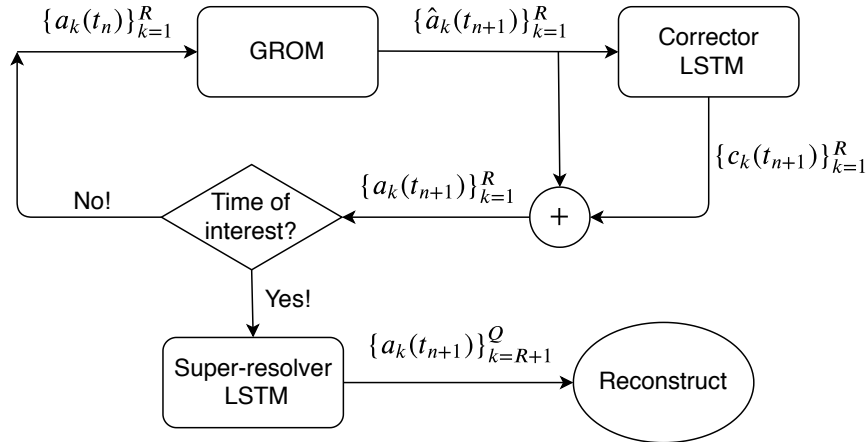 {a_k(t_n)}_{k=1}^R
GROM
{â_k(t_{n+1})}_{k=1}^R
Corrector
LSTM
{c_k(t_{n+1})}_{k=1}^R
No!
Time of
interest?
{a_k(t_{n+1})}_{k=1}^R
+
Yes!
Super-resolver
LSTM
{a_k(t_{n+1})}_{k=R+1}^Q
Reconstruct